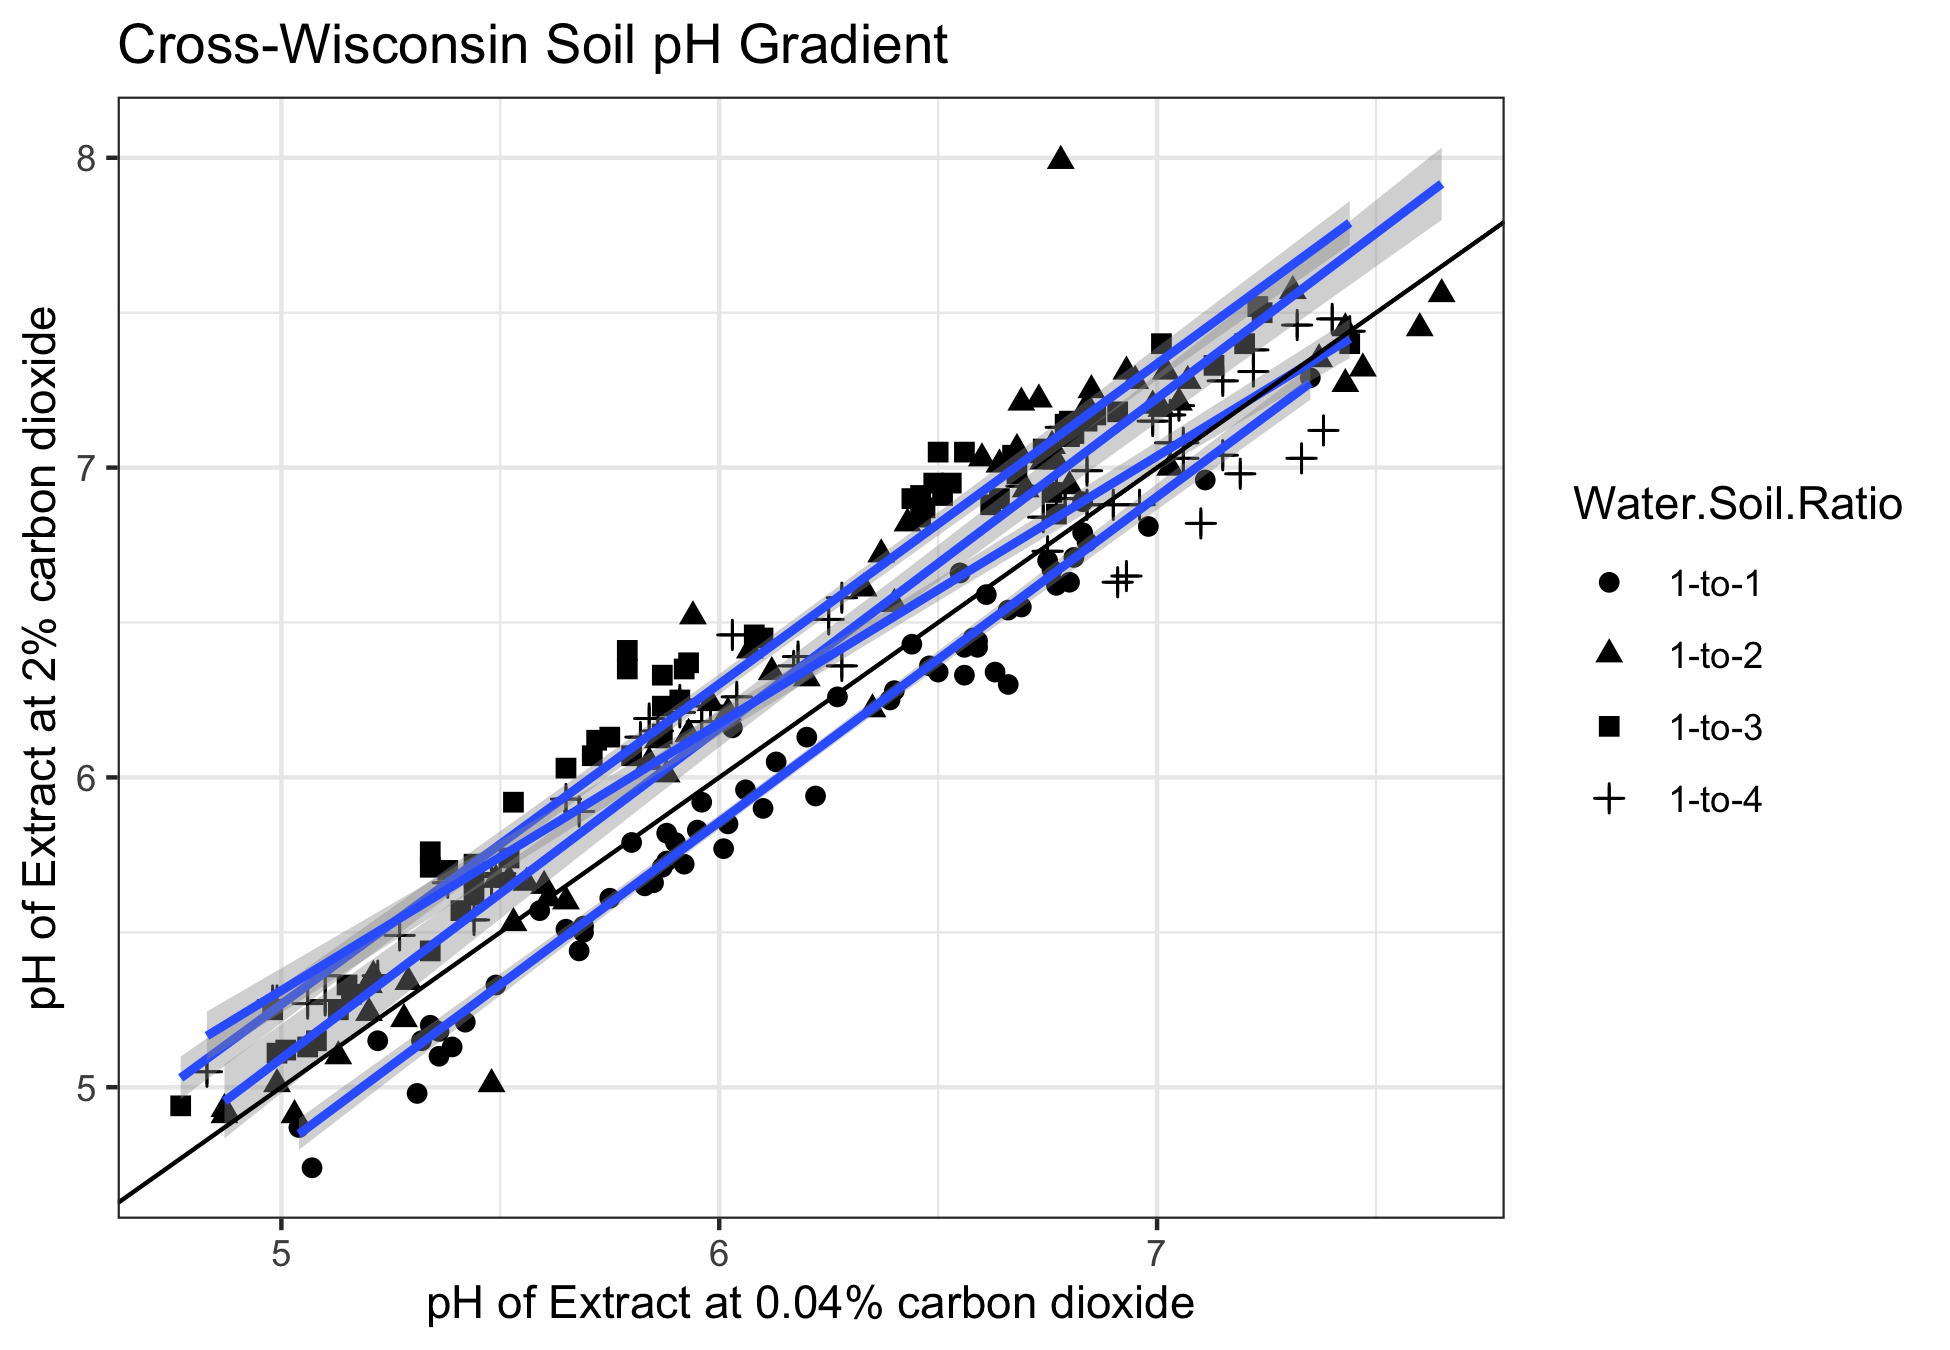 Cross-Wisconsin Soil pH Gradient
pH of Extract at 2% carbon dioxide
8
7
6
5
5 6 7
pH of Extract at 0.04% carbon dioxide
Water.Soil.Ratio
1-to-1
1-to-2
1-to-3
1-to-4